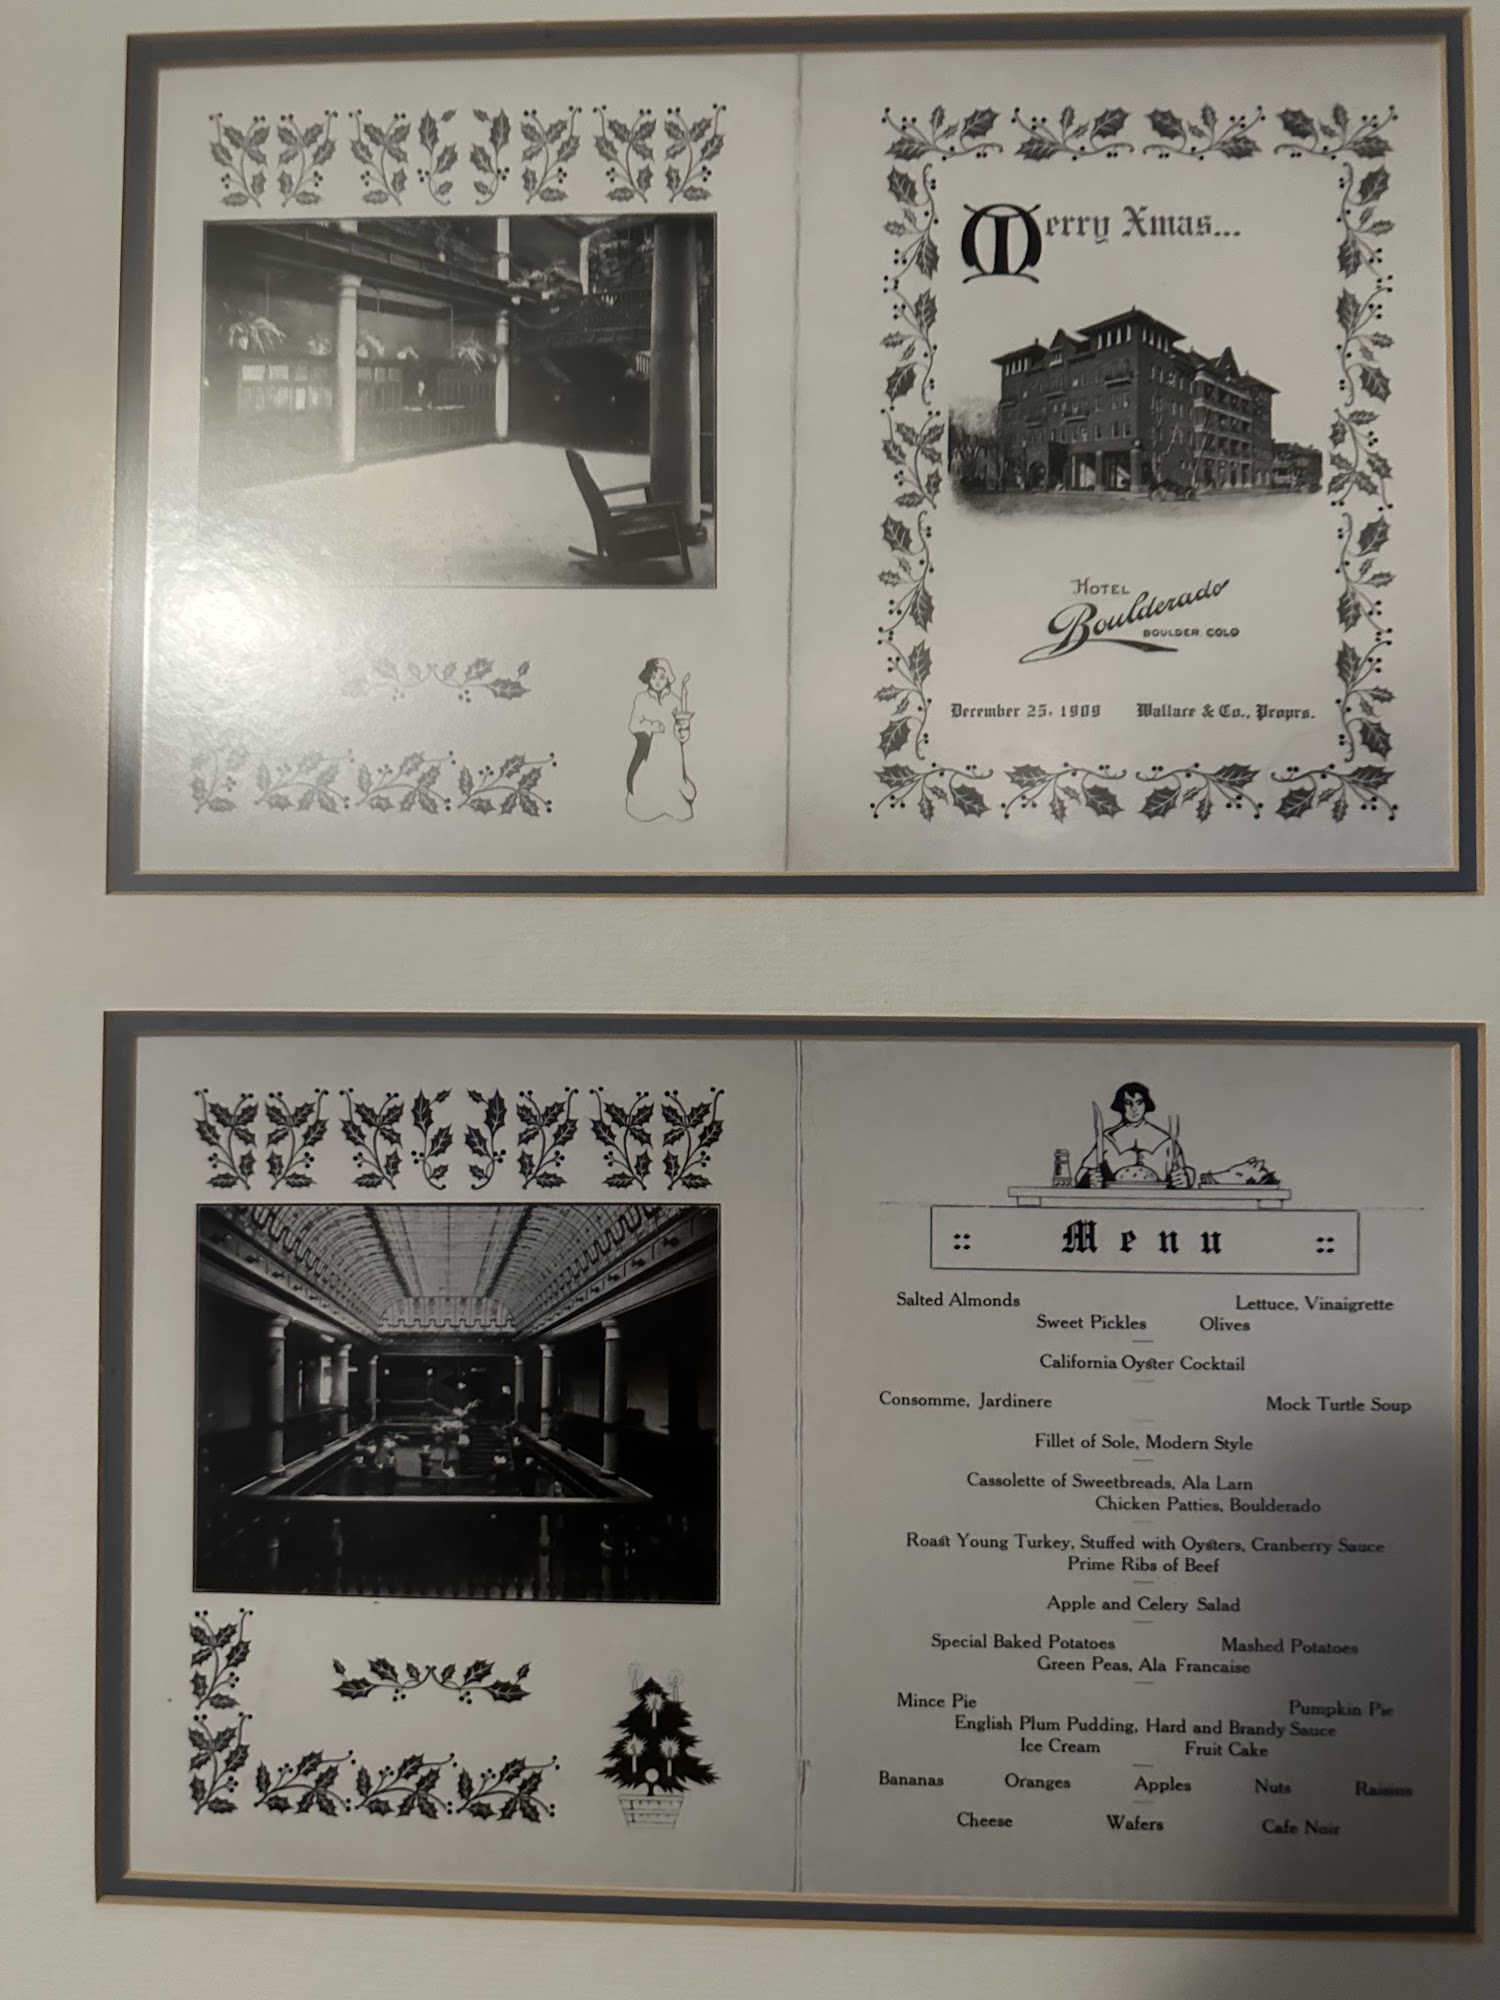 Merry Xmas...
HOTEL
Boulderado
BOULDER, COLO
December 25, 1909 Wallace & Co., Proprs.
:: Menu ::
Salted Almonds Lettuce, Vinaigrette
Sweet Pickles Olives
California Oyster Cocktail
Consomme, Jardinere Mock Turtle Soup
Fillet of Sole, Modern Style
Cassolette of Sweetbreads, Ala Larn
Chicken Patties, Boulderado
Roast Young Turkey, Stuffed with Oysters, Cranberry Sauce
Prime Ribs of Beef
Apple and Celery Salad
Special Baked Potatoes Mashed Potatoes
Green Peas, Ala Francaise
Mince Pie Pumpkin Pie
English Plum Pudding, Hard and Brandy Sauce
Ice Cream Fruit Cake
Bananas Oranges Apples Nuts Raisins
Cheese Wafers Cafe Noir